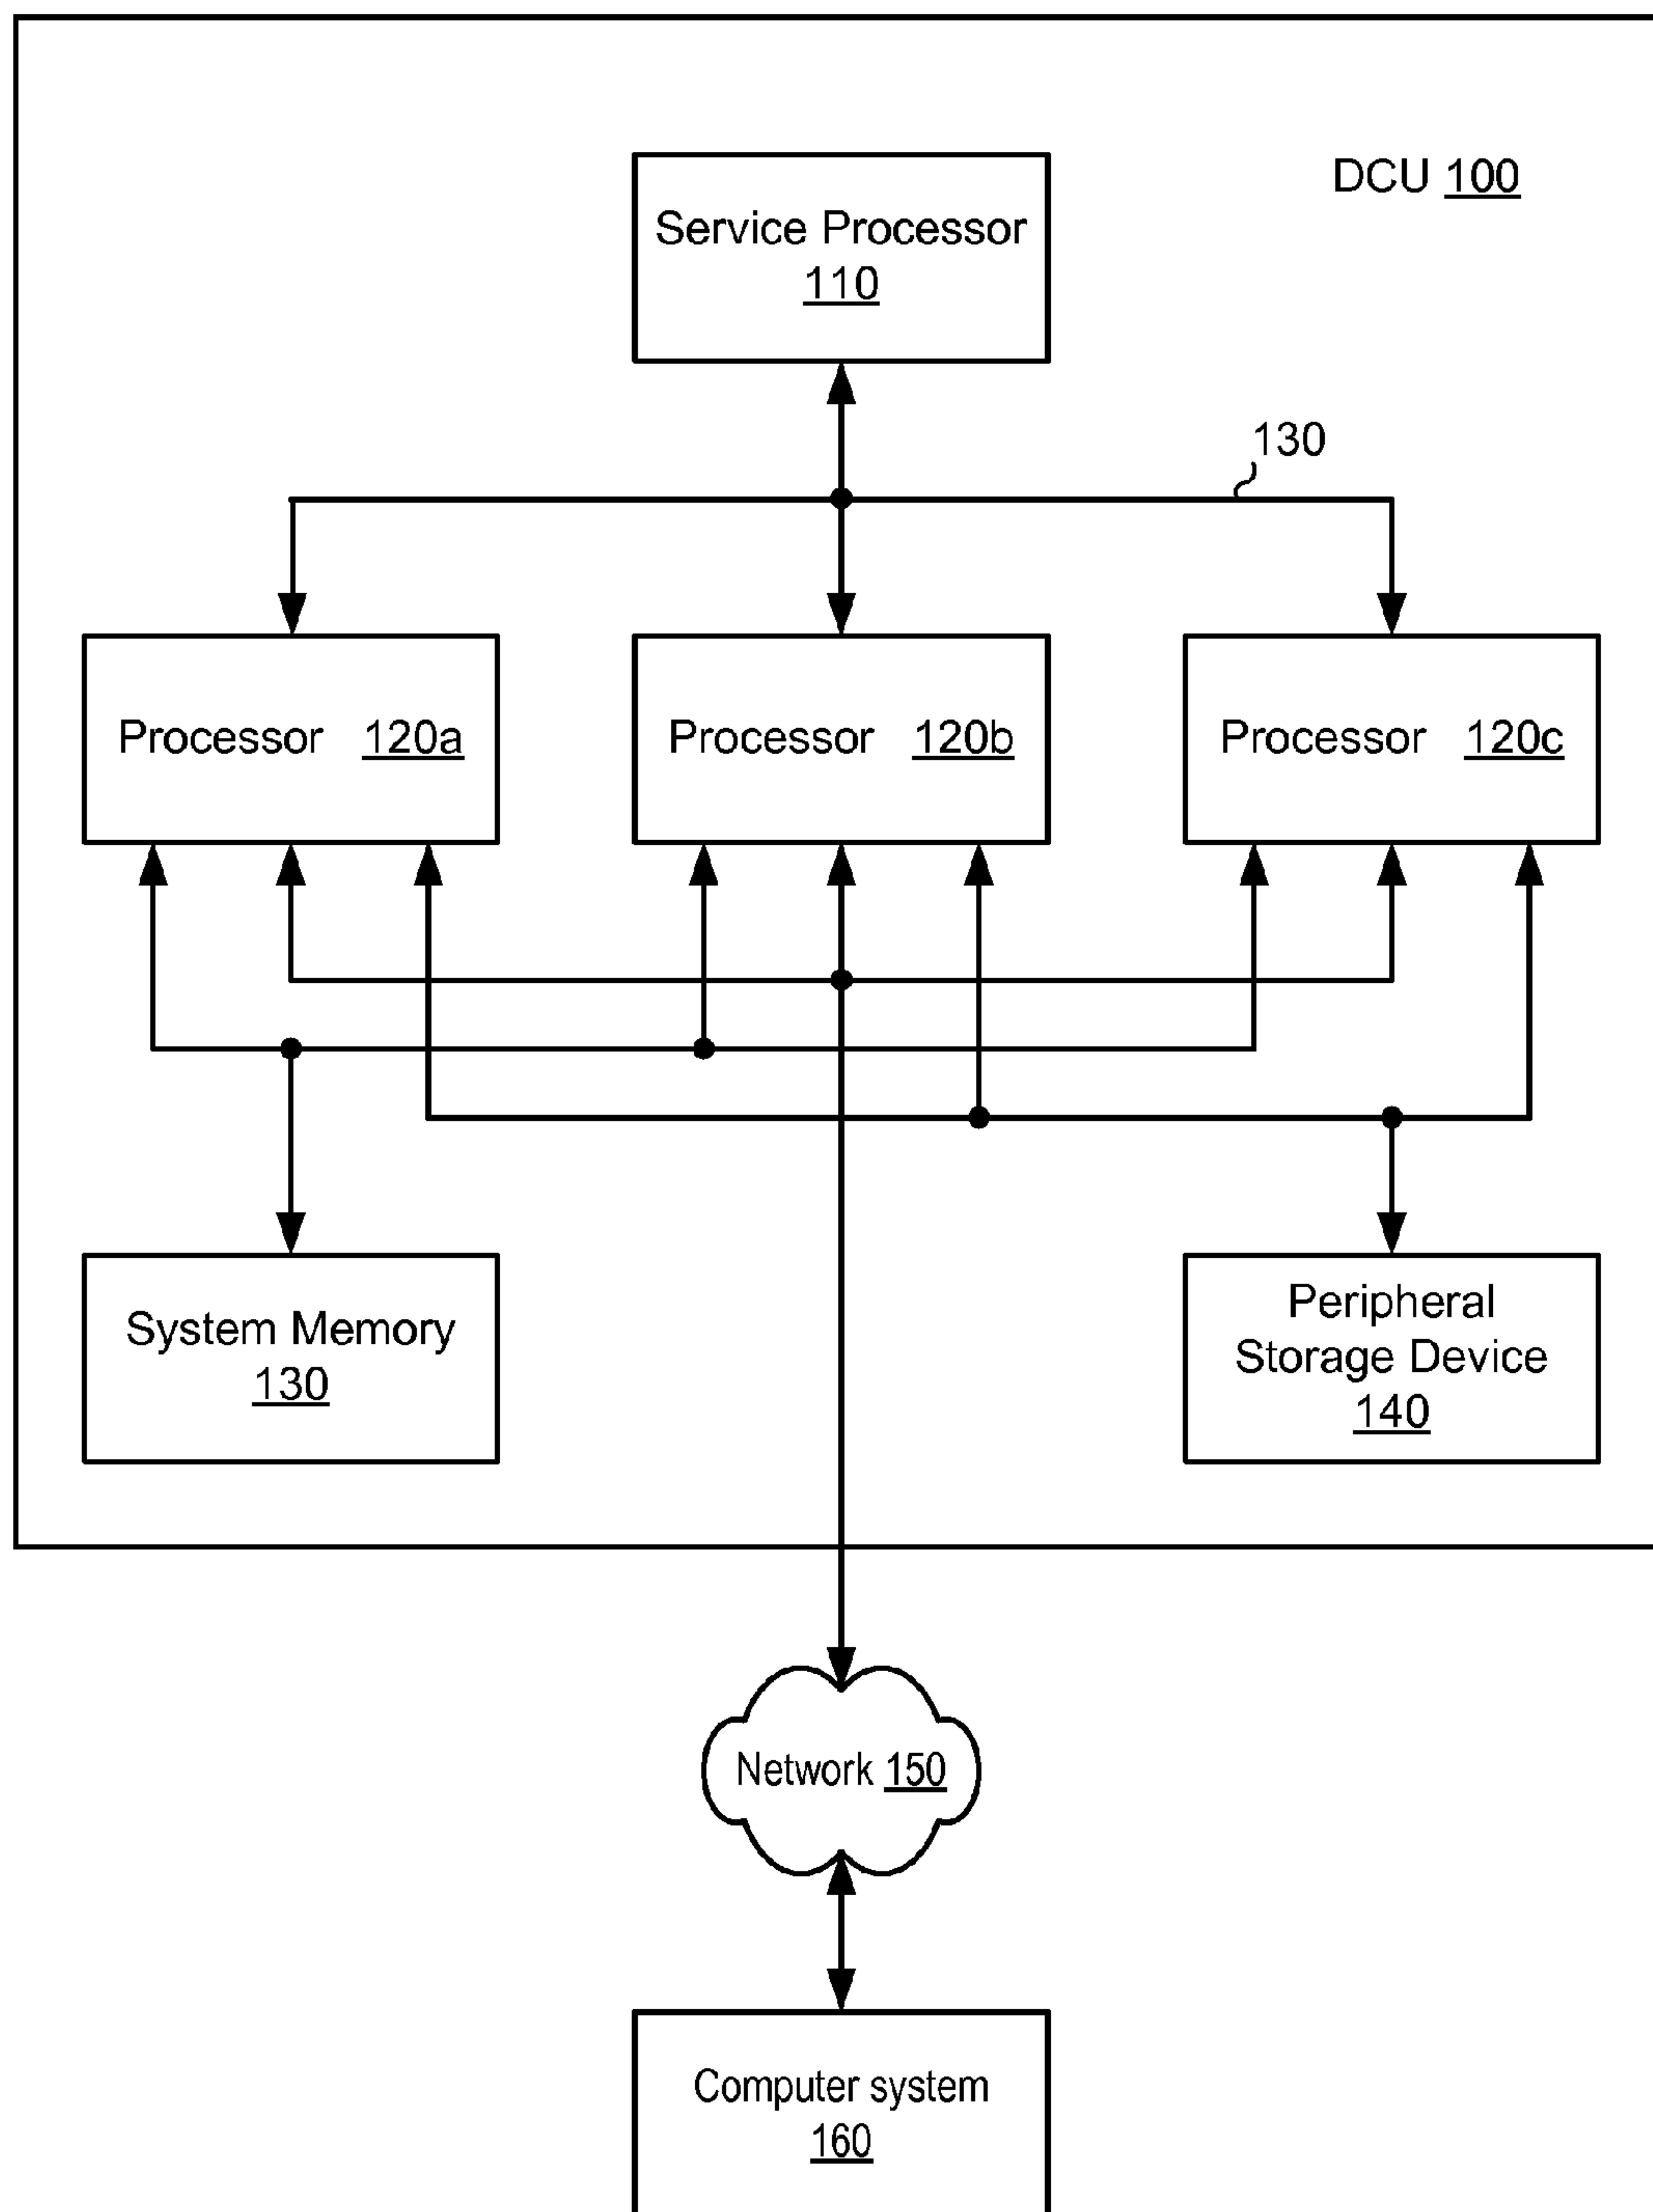 DCU 100
Service Processor
110
130
Processor 120a
Processor 120b
Processor 120c
System Memory
130
Peripheral
Storage Device
140
Network 150
Computer system
160